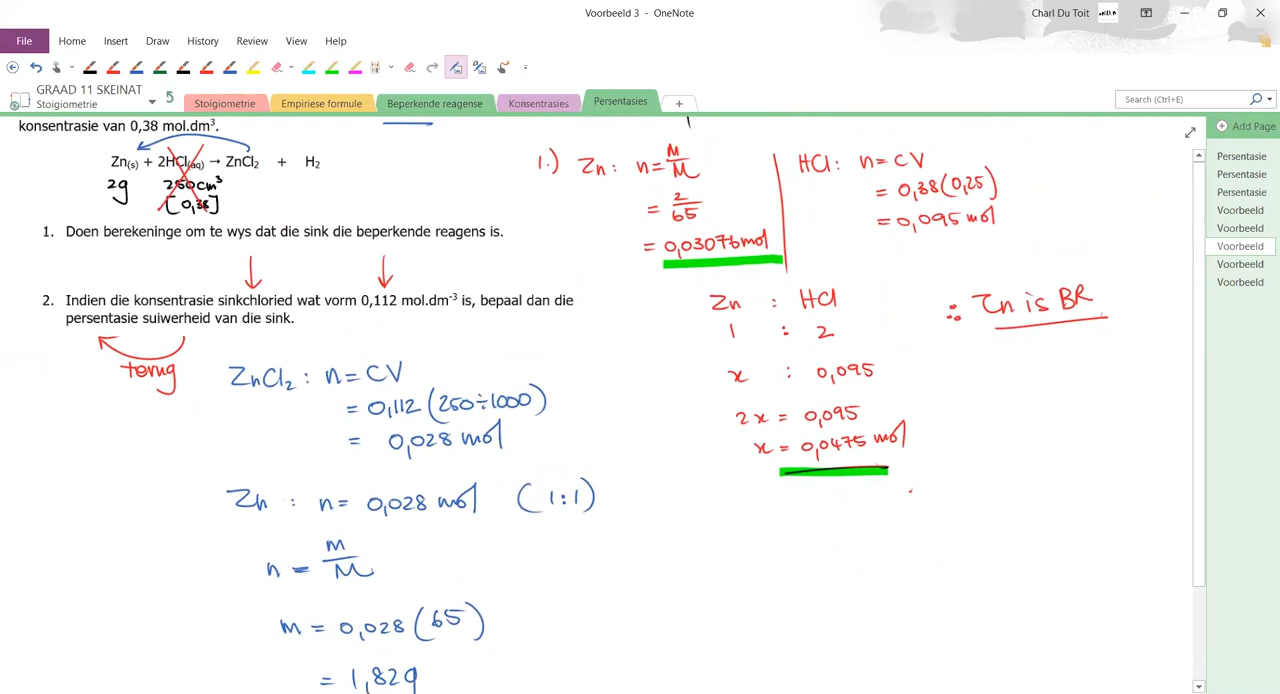 Voorbeeld 3 - OneNote
Charl Du Toit
File Home Insert Draw History Review View Help
GRAAD 11 SKEINAT
Stoigiometrie
Stoigiometrie Empiriese formule Beperkende reagense Konsentrasies Persentasies +
Search (Ctrl+E)
Add Page
Persentasie
Persentasie
Persentasie
Voorbeeld
Voorbeeld
Voorbeeld
Voorbeeld
Voorbeeld
konsentrasie van 0,38 mol.dm³.
Zn(s) + 2HCl(aq) → ZnCl₂ + H₂
2g 250cm³
[0,38]
1. Doen berekeninge om te wys dat die sink die beperkende reagens is.
2. Indien die konsentrasie sinkchloried wat vorm 0,112 mol.dm⁻³ is, bepaal dan die
persentasie suiwerheid van die sink.
terug
ZnCl₂ : n = CV
= 0,112 (250÷1000)
= 0,028 mol
Zn : n = 0,028 mol (1:1)
n = m/M
m = 0,028 (65)
= 1,82g
1.) Zn: n = m/M
= 2/65
= 0,03076mol
HCl: n = CV
= 0,38(0,25)
= 0,095 mol
Zn : HCl
1 : 2
x : 0,095
2x = 0,095
x = 0,0475 mol
∴ Zn is BR